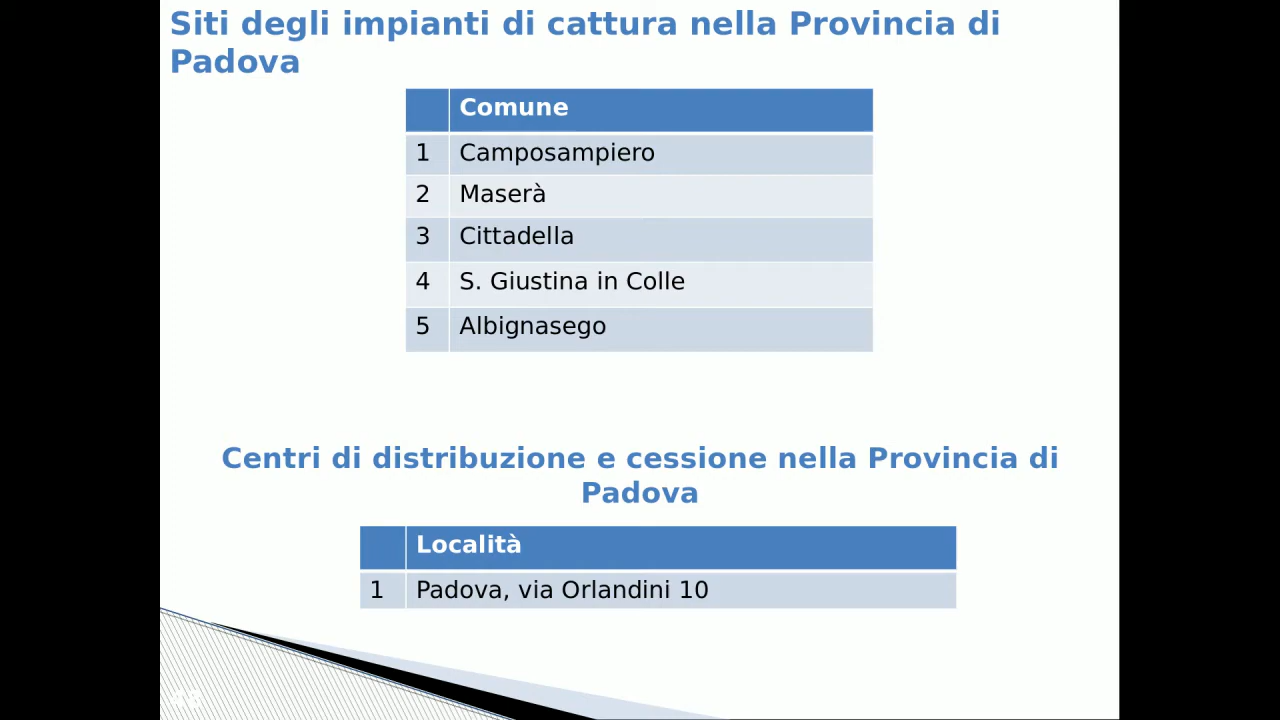 Siti degli impianti di cattura nella Provincia di
Padova
Comune
1 Camposampiero
2 Maserà
3 Cittadella
4 S. Giustina in Colle
5 Albignasego
Centri di distribuzione e cessione nella Provincia di
Padova
Località
1 Padova, via Orlandini 10